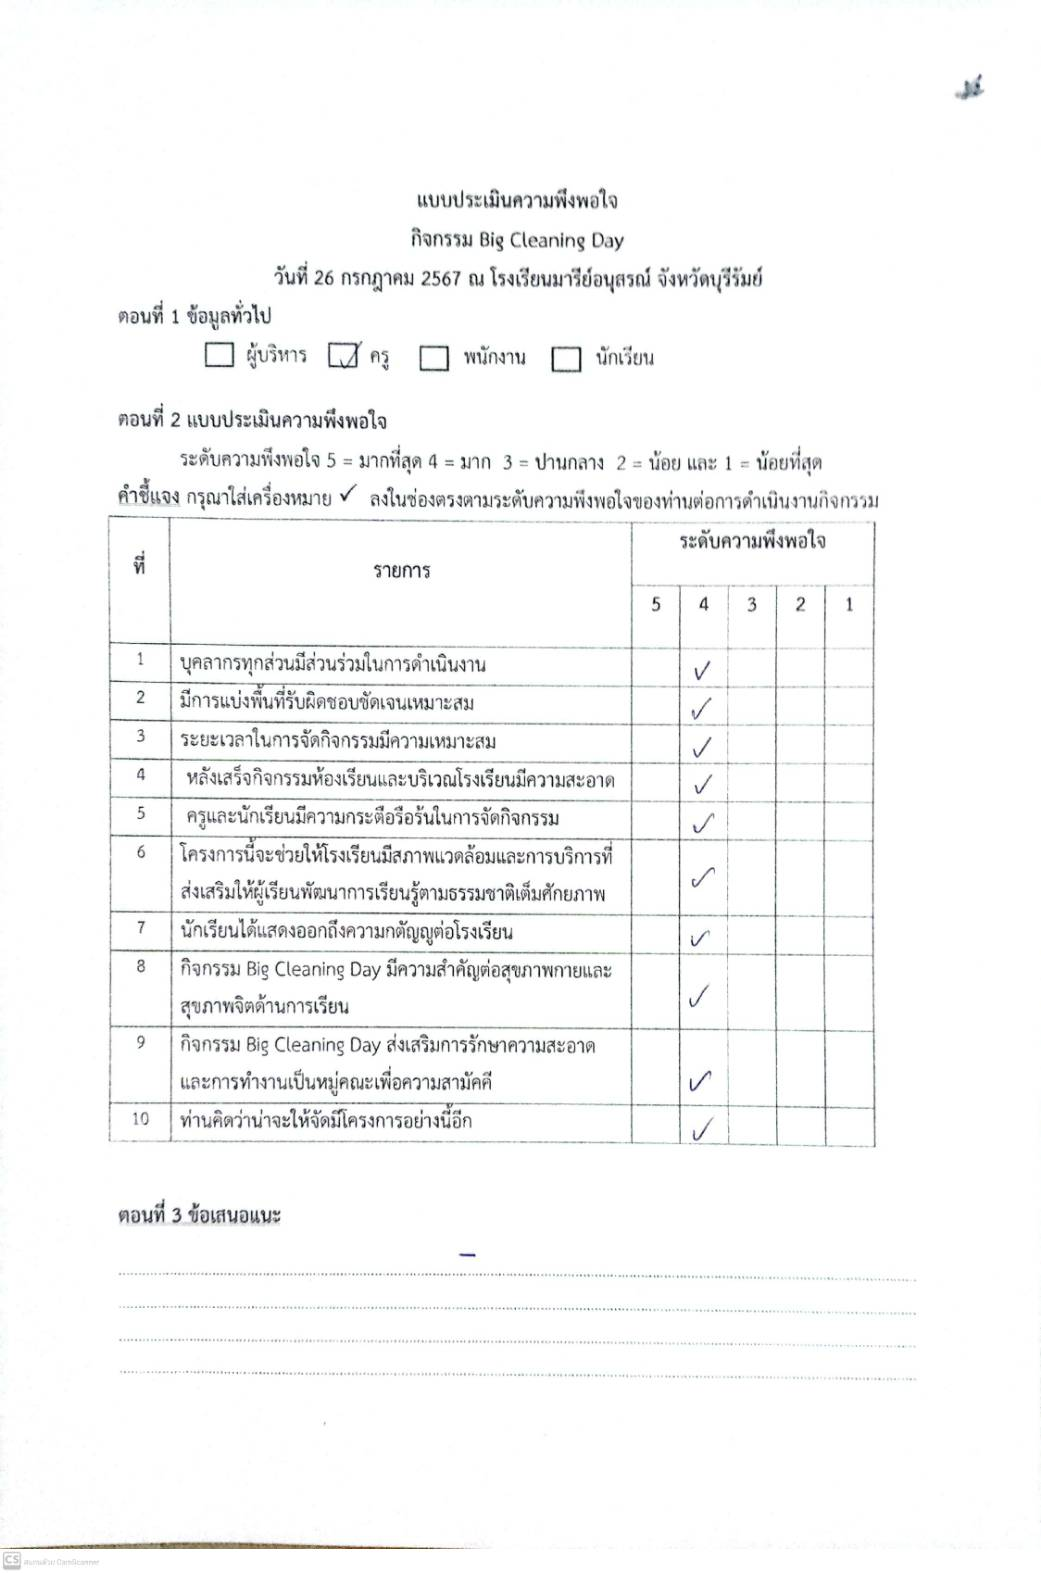 แบบประเมินความพึงพอใจ
กิจกรรม Big Cleaning Day
วันที่ 26 กรกฎาคม 2567 ณ โรงเรียนมารีย์อนุสรณ์ จังหวัดบุรีรัมย์
ตอนที่ 1 ข้อมูลทั่วไป
ผู้บริหาร ✓ ครู พนักงาน นักเรียน
ตอนที่ 2 แบบประเมินความพึงพอใจ
ระดับความพึงพอใจ 5 = มากที่สุด 4 = มาก 3 = ปานกลาง 2 = น้อย และ 1 = น้อยที่สุด
คำชี้แจง กรุณาใส่เครื่องหมาย ✓ ลงในช่องตรงตามระดับความพึงพอใจของท่านต่อการดำเนินงานกิจกรรม
ที่ รายการ ระดับความพึงพอใจ
5 4 3 2 1
1 บุคลากรทุกส่วนมีส่วนร่วมในการดำเนินงาน ✓
2 มีการแบ่งพื้นที่รับผิดชอบชัดเจนเหมาะสม ✓
3 ระยะเวลาในการจัดกิจกรรมมีความเหมาะสม ✓
4 หลังเสร็จกิจกรรมห้องเรียนและบริเวณโรงเรียนมีความสะอาด ✓
5 ครูและนักเรียนมีความกระตือรือร้นในการจัดกิจกรรม ✓
6 โครงการนี้จะช่วยให้โรงเรียนมีสภาพแวดล้อมและการบริการที่
ส่งเสริมให้ผู้เรียนพัฒนาการเรียนรู้ตามธรรมชาติเต็มศักยภาพ ✓
7 นักเรียนได้แสดงออกถึงความกตัญญูต่อโรงเรียน ✓
8 กิจกรรม Big Cleaning Day มีความสำคัญต่อสุขภาพกายและ
สุขภาพจิตด้านการเรียน ✓
9 กิจกรรม Big Cleaning Day ส่งเสริมการรักษาความสะอาด
และการทำงานเป็นหมู่คณะเพื่อความสามัคคี ✓
10 ท่านคิดว่าน่าจะให้จัดมีโครงการอย่างนี้อีก ✓
ตอนที่ 3 ข้อเสนอแนะ
–
CS สแกนด้วย CamScanner